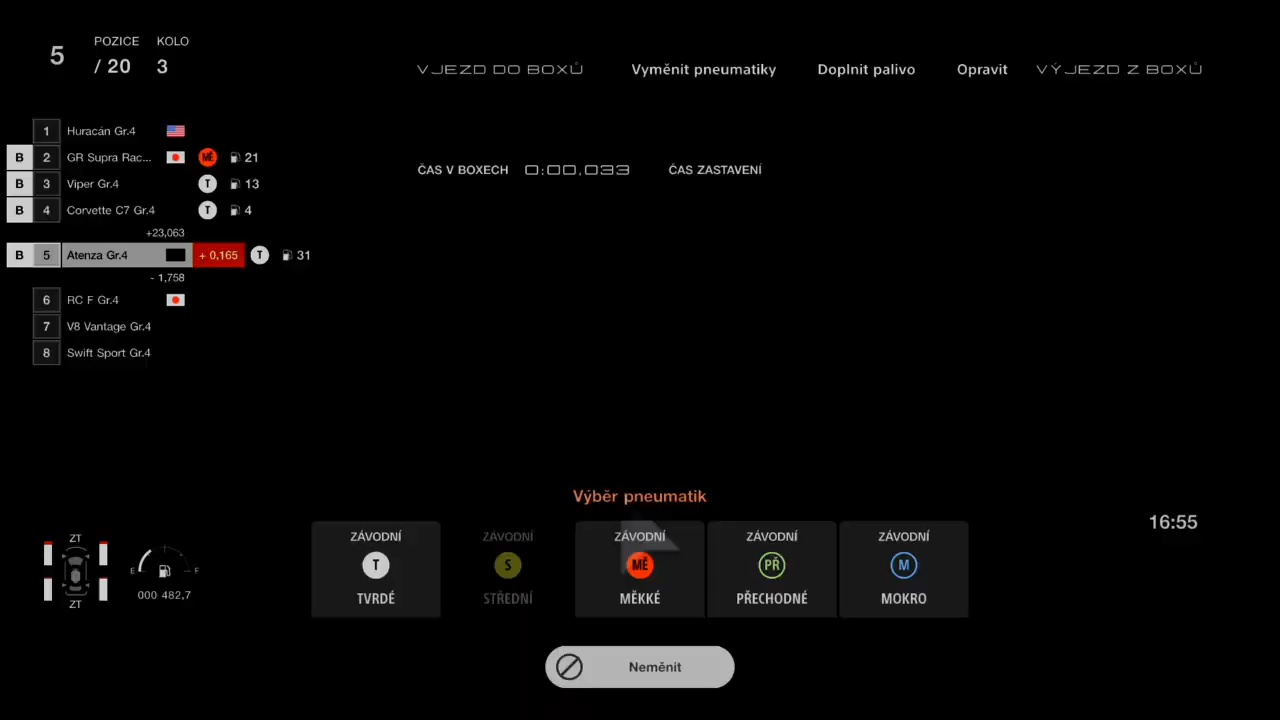 5 POZICE / 20 KOLO 3
VJEZD DO BOXŮ Vyměnit pneumatiky Doplnit palivo Opravit VÝJEZD Z BOXŮ
1 Huracán Gr.4
B 2 GR Supra Rac... MĚ 21
B 3 Viper Gr.4 T 13
B 4 Corvette C7 Gr.4 T 4
+23,063
B 5 Atenza Gr.4 + 0,165 T 31
- 1,758
6 RC F Gr.4
7 V8 Vantage Gr.4
8 Swift Sport Gr.4
ČAS V BOXECH 0:00,033 ČAS ZASTAVENÍ
Výběr pneumatik
ZÁVODNÍ T TVRDÉ
ZÁVODNÍ S STŘEDNÍ
ZÁVODNÍ MĚ MĚKKÉ
ZÁVODNÍ PŘ PŘECHODNÉ
ZÁVODNÍ M MOKRO
Neměnit
ZT
ZT
E F
000 482,7
16:55